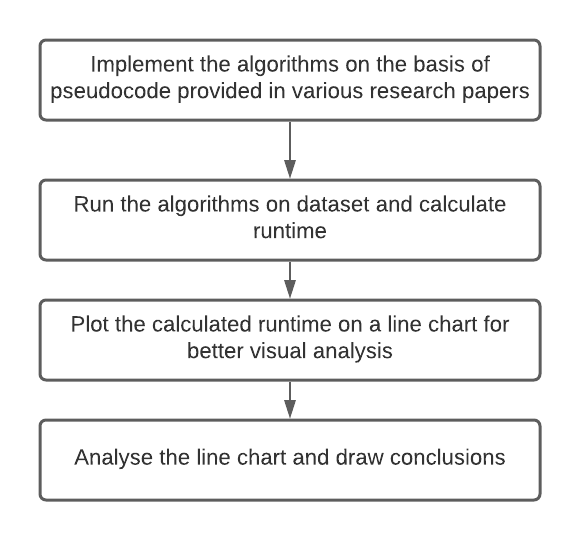 Implement the algorithms on the basis of
pseudocode provided in various research papers
Run the algorithms on dataset and calculate
runtime
Plot the calculated runtime on a line chart for
better visual analysis
Analyse the line chart and draw conclusions